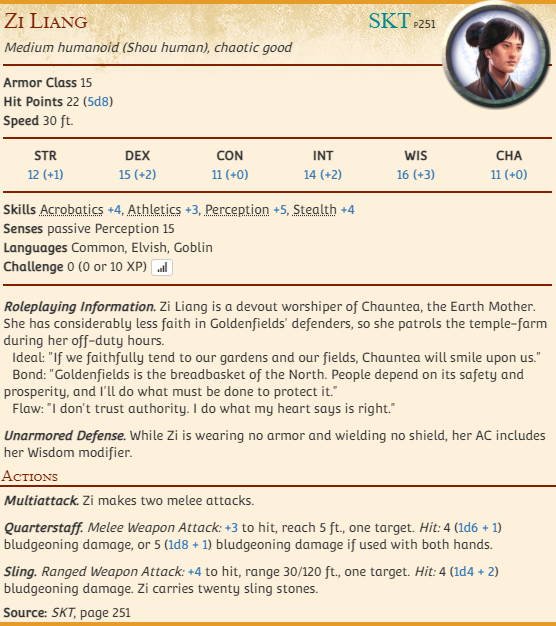 Zi Liang SKT P251
Medium humanoid (Shou human), chaotic good
Armor Class 15
Hit Points 22 (5d8)
Speed 30 ft.
STR DEX CON INT WIS CHA
12 (+1) 15 (+2) 11 (+0) 14 (+2) 16 (+3) 11 (+0)
Skills Acrobatics +4, Athletics +3, Perception +5, Stealth +4
Senses passive Perception 15
Languages Common, Elvish, Goblin
Challenge 0 (0 or 10 XP)
Roleplaying Information. Zi Liang is a devout worshiper of Chauntea, the Earth Mother.
She has considerably less faith in Goldenfields' defenders, so she patrols the temple-farm
during her off-duty hours.
Ideal: "If we faithfully tend to our gardens and our fields, Chauntea will smile upon us."
Bond: "Goldenfields is the breadbasket of the North. People depend on its safety and
prosperity, and I'll do what must be done to protect it."
Flaw: "I don't trust authority. I do what my heart says is right."
Unarmored Defense. While Zi is wearing no armor and wielding no shield, her AC includes
her Wisdom modifier.
Actions
Multiattack. Zi makes two melee attacks.
Quarterstaff. Melee Weapon Attack: +3 to hit, reach 5 ft., one target. Hit: 4 (1d6 + 1)
bludgeoning damage, or 5 (1d8 + 1) bludgeoning damage if used with both hands.
Sling. Ranged Weapon Attack: +4 to hit, range 30/120 ft., one target. Hit: 4 (1d4 + 2)
bludgeoning damage. Zi carries twenty sling stones.
Source: SKT, page 251